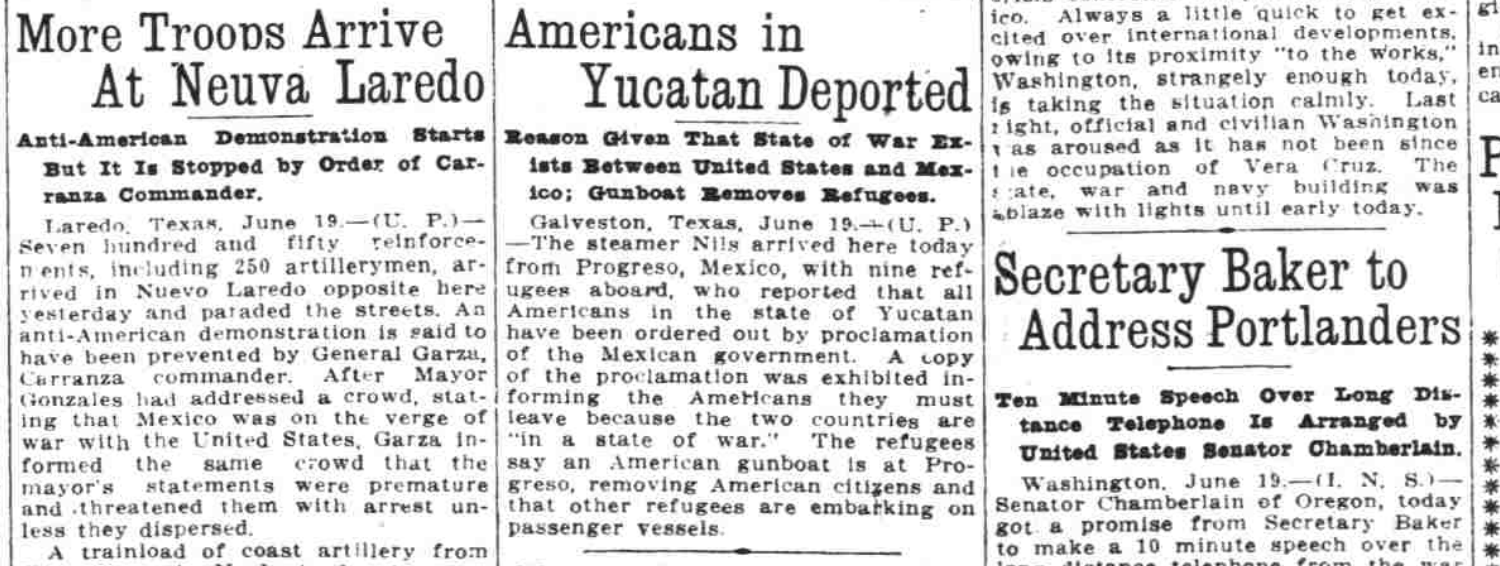 More Troops Arrive
At Neuva Laredo
Anti-American Demonstration Starts
But It Is Stopped by Order of Car-
ranza Commander.
Laredo, Texas, June 19.—(U. P.)—
Seven hundred and fifty reinforce-
ments, including 250 artillerymen, ar-
rived in Nuevo Laredo opposite here
yesterday and paraded the streets. An
anti-American demonstration is said to
have been prevented by General Garza,
Carranza commander. After Mayor
Gonzales had addressed a crowd, stat-
ing that Mexico was on the verge of
war with the United States, Garza in-
formed the same crowd that the
mayor's statements were premature
and threatened them with arrest un-
less they dispersed.
A trainload of coast artillery from
Americans in
Yucatan Deported
Reason Given That State of War Ex-
ists Between United States and Mex-
ico; Gunboat Removes Refugees.
Galveston, Texas, June 19.—(U. P.)
—The steamer Nils arrived here today
from Progreso, Mexico, with nine ref-
ugees aboard, who reported that all
Americans in the state of Yucatan
have been ordered out by proclamation
of the Mexican government. A copy
of the proclamation was exhibited in-
forming the Americans they must
leave because the two countries are
"in a state of war." The refugees
say an American gunboat is at Pro-
greso, removing American citizens and
that other refugees are embarking on
passenger vessels.
ico. Always a little quick to get ex-
cited over international developments,
owing to its proximity "to the works,"
Washington, strangely enough today,
is taking the situation calmly. Last
night, official and civilian Washington
was aroused as it has not been since
the occupation of Vera Cruz. The
state, war and navy building was
ablaze with lights until early today.
Secretary Baker to
Address Portlanders
Ten Minute Speech Over Long Dis-
tance Telephone Is Arranged by
United States Senator Chamberlain.
Washington, June 19.—(I. N. S.)—
Senator Chamberlain of Oregon, today
got a promise from Secretary Baker
to make a 10 minute speech over the
long distance telephone from the war